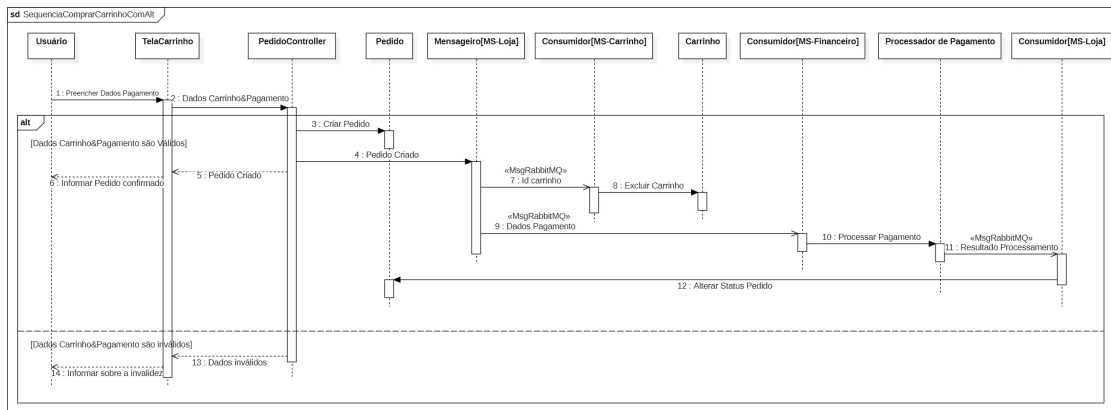 sd SequenciaComprarCarrinhoComAlt
Usuário
TelaCarrinho
PedidoController
Pedido
Mensageiro[MS-Loja]
Consumidor[MS-Carrinho]
Carrinho
Consumidor[MS-Financeiro]
Processador de Pagamento
Consumidor[MS-Loja]
1 : Preencher Dados Pagamento
2 : Dados Carrinho&Pagamento
alt
3 : Criar Pedido
[Dados Carrinho&Pagamento são Válidos]
4 : Pedido Criado
5 : Pedido Criado
6 : Informar Pedido confirmado
«MsgRabbitMQ»
7 : Id carrinho
8 : Excluir Carrinho
«MsgRabbitMQ»
9 : Dados Pagamento
10 : Processar Pagamento
«MsgRabbitMQ»
11 : Resultado Processamento
12 : Alterar Status Pedido
[Dados Carrinho&Pagamento são inválidos]
13 : Dados inválidos
14 : Informar sobre a invalidez